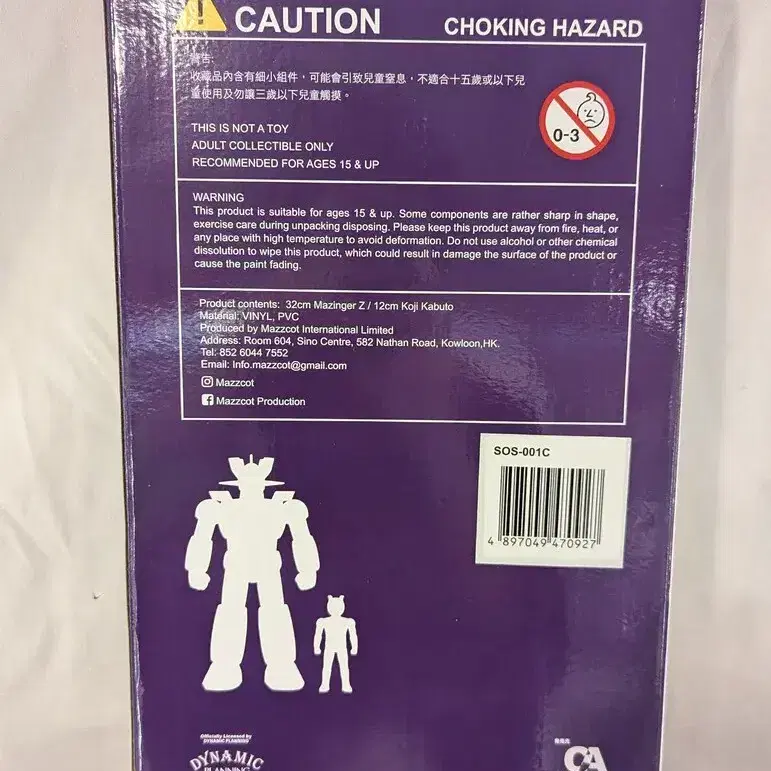 CAUTION CHOKING HAZARD
警告:
收藏品內含有細小組件，可能會引致兒童窒息，不適合十五歲或以下兒
童使用及勿讓三歲以下兒童觸摸。
THIS IS NOT A TOY
ADULT COLLECTIBLE ONLY
RECOMMENDED FOR AGES 15 & UP
0-3
WARNING
This product is suitable for ages 15 & up. Some components are rather sharp in shape,
exercise care during unpacking disposing. Please keep this product away from fire, heat, or
any place with high temperature to avoid deformation. Do not use alcohol or other chemical
dissolution to wipe this product, which could result in damage the surface of the product or
cause the paint fading.
Product contents: 32cm Mazinger Z / 12cm Koji Kabuto
Material: VINYL, PVC
Produced by Mazzcot International Limited
Address: Room 604, Sino Centre, 582 Nathan Road, Kowloon,HK.
Tel: 852 6044 7552
Email: Info.mazzcot@gmail.com
Mazzcot
Mazzcot Production
SOS-001C
4 897049 470927
Officially Licensed by
DYNAMIC PLANNING
DYNAMIC
PLANNING
CA